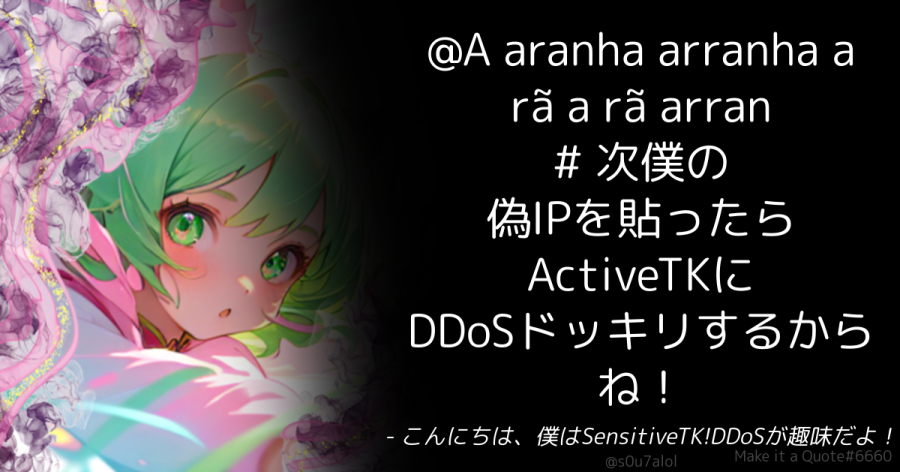 @A aranha arranha a
rã a rã arran
# 次僕の
偽IPを貼ったら
ActiveTKに
DDoSドッキリするから
ね！
- こんにちは、僕はSensitiveTK!DDoSが趣味だよ！
@s0u7alol
Make it a Quote#6660